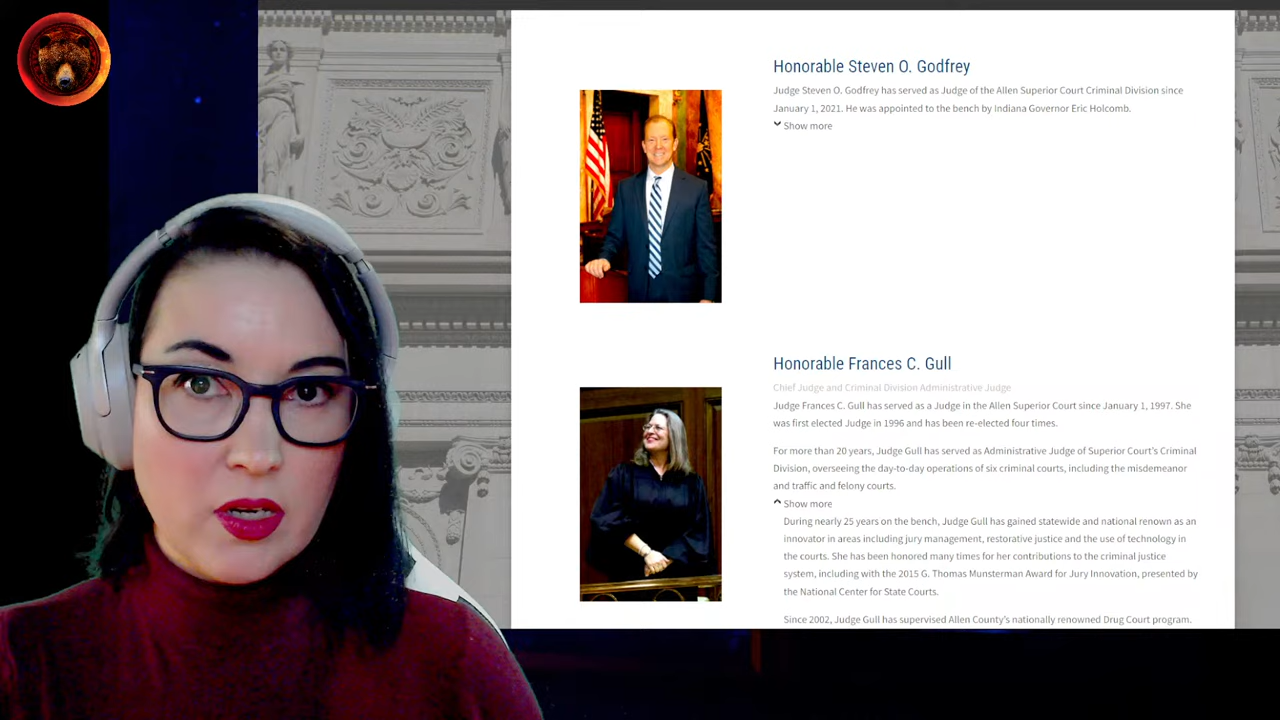 Honorable Steven O. Godfrey
Judge Steven O. Godfrey has served as Judge of the Allen Superior Court Criminal Division since
January 1, 2021. He was appointed to the bench by Indiana Governor Eric Holcomb.
Show more
Honorable Frances C. Gull
Chief Judge and Criminal Division Administrative Judge
Judge Frances C. Gull has served as a Judge in the Allen Superior Court since January 1, 1997. She
was first elected Judge in 1996 and has been re-elected four times.
For more than 20 years, Judge Gull has served as Administrative Judge of Superior Court's Criminal
Division, overseeing the day-to-day operations of six criminal courts, including the misdemeanor
and traffic and felony courts.
Show more
During nearly 25 years on the bench, Judge Gull has gained statewide and national renown as an
innovator in areas including jury management, restorative justice and the use of technology in
the courts. She has been honored many times for her contributions to the criminal justice
system, including with the 2015 G. Thomas Munsterman Award for Jury Innovation, presented by
the National Center for State Courts.
Since 2002, Judge Gull has supervised Allen County's nationally renowned Drug Court program.